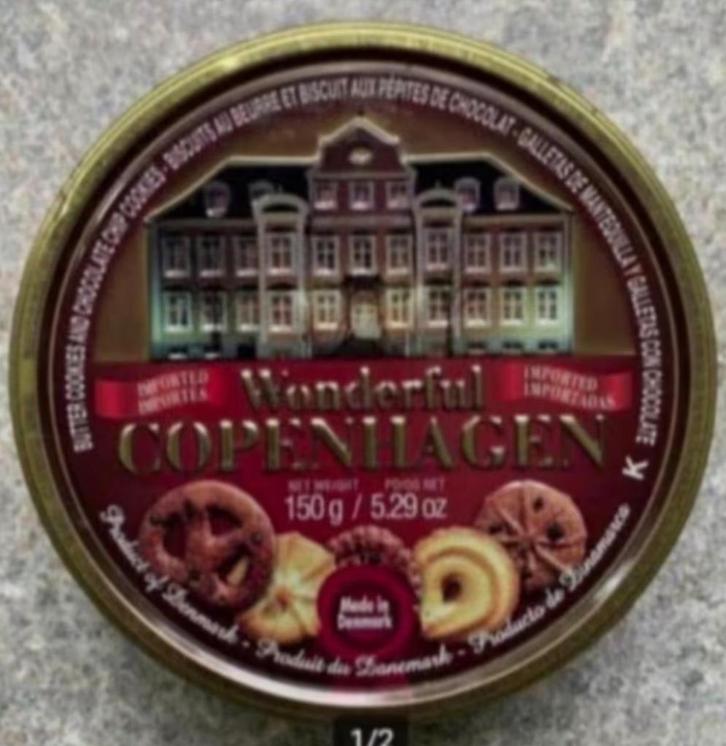 BUTTER COOKIES AND CHOCOLATE CHIP COOKIES - BISCUITS AU BEURRE ET BISCUIT AUX PÉPITES DE CHOCOLAT - GALLETAS DE MANTEQUILLA Y GALLETAS CON CHOCOLATE
K
IMPORTED
IMPORTÉS
Wonderful
IMPORTED
IMPORTADAS
COPENHAGEN
NET WEIGHT POIDS NET
150 g / 5.29 oz
Made in
Denmark
Product of Denmark - Produit du Danemark - Producto de Dinamarca
1/2